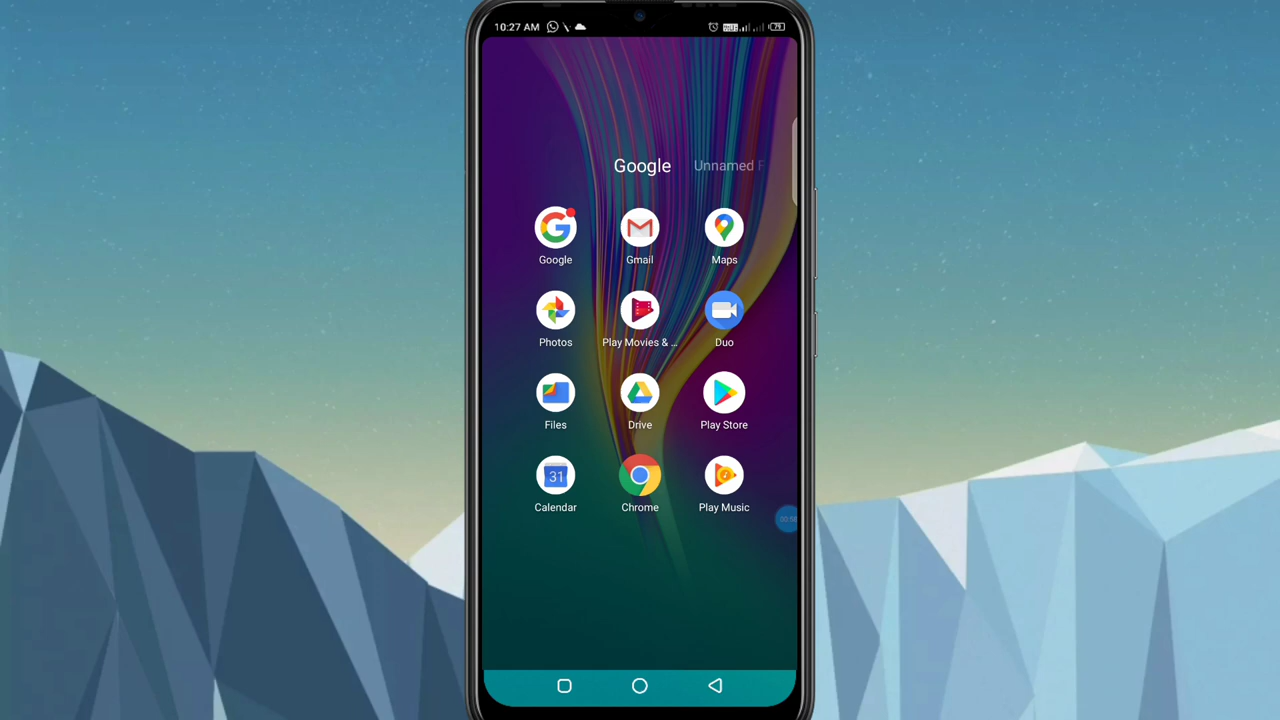 10:27 AM
79
Google Unnamed F
Google Gmail Maps
Photos Play Movies & ... Duo
Files Drive Play Store
31
Calendar Chrome Play Music